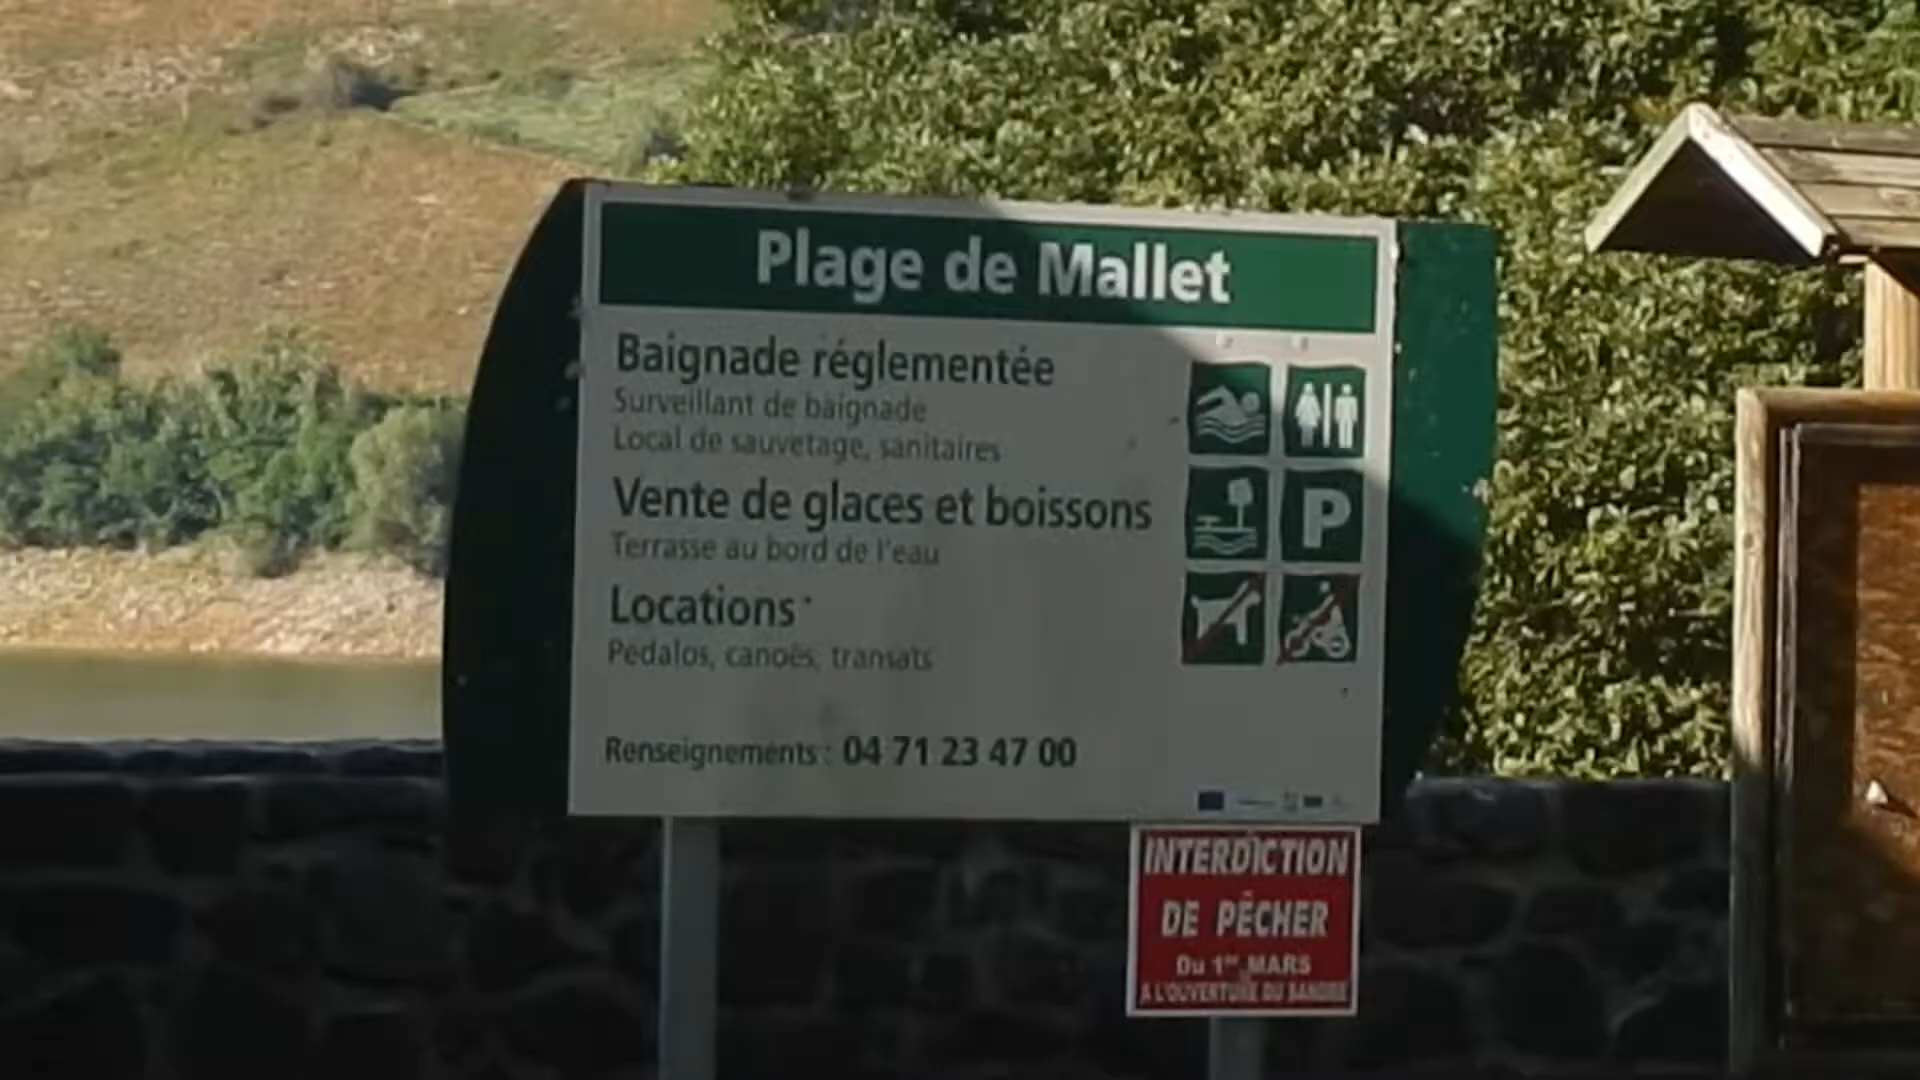 Plage de Mallet
Baignade réglementée
Surveillant de baignade
Local de sauvetage, sanitaires
Vente de glaces et boissons
Terrasse au bord de l'eau
Locations
Pédalos, canoës, transats
P
Renseignements : 04 71 23 47 00
INTERDICTION
DE PÊCHER
Du 1er MARS
A L'OUVERTURE DU SANDRE